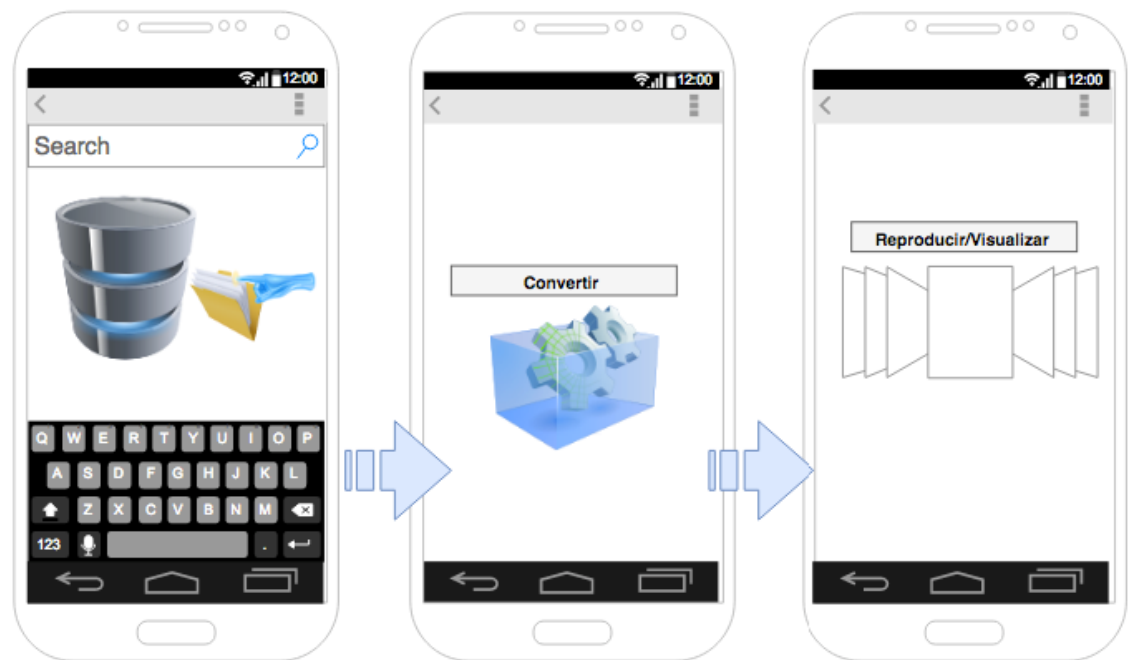 12:00
Search
Q W E R T Y U I O P
A S D F G H J K L
Z X C V B N M
123 .
12:00
Convertir
12:00
Reproducir/Visualizar